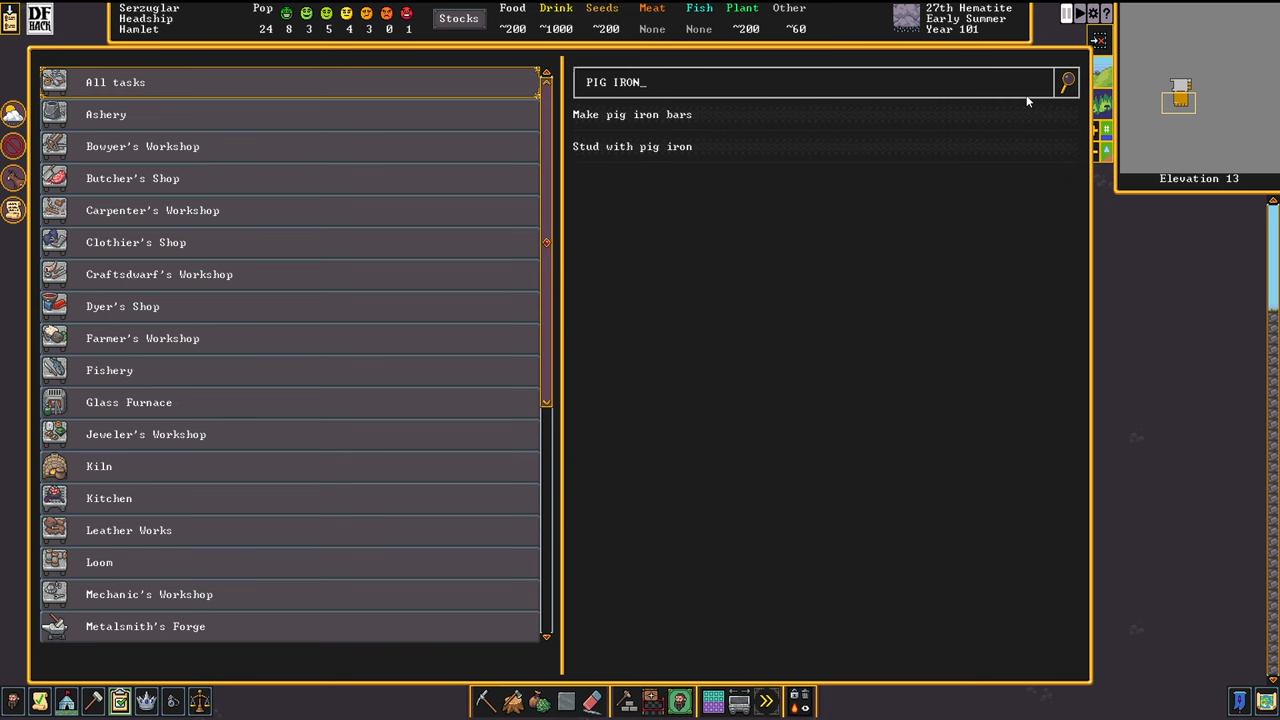 Serzuglar
Headship
Hamlet
DF
HACK
Pop
24 8 3 5 4 3 0 1
Stocks
Food Drink Seeds Meat Fish Plant Other
~200 ~1000 ~200 None None ~200 ~60
27th Hematite
Early Summer
Year 101
?
Elevation 13
All tasks
Ashery
Bowyer's Workshop
Butcher's Shop
Carpenter's Workshop
Clothier's Shop
Craftsdwarf's Workshop
Dyer's Shop
Farmer's Workshop
Fishery
Glass Furnace
Jeweler's Workshop
Kiln
Kitchen
Leather Works
Loom
Mechanic's Workshop
Metalsmith's Forge
PIG IRON_
Make pig iron bars
Stud with pig iron